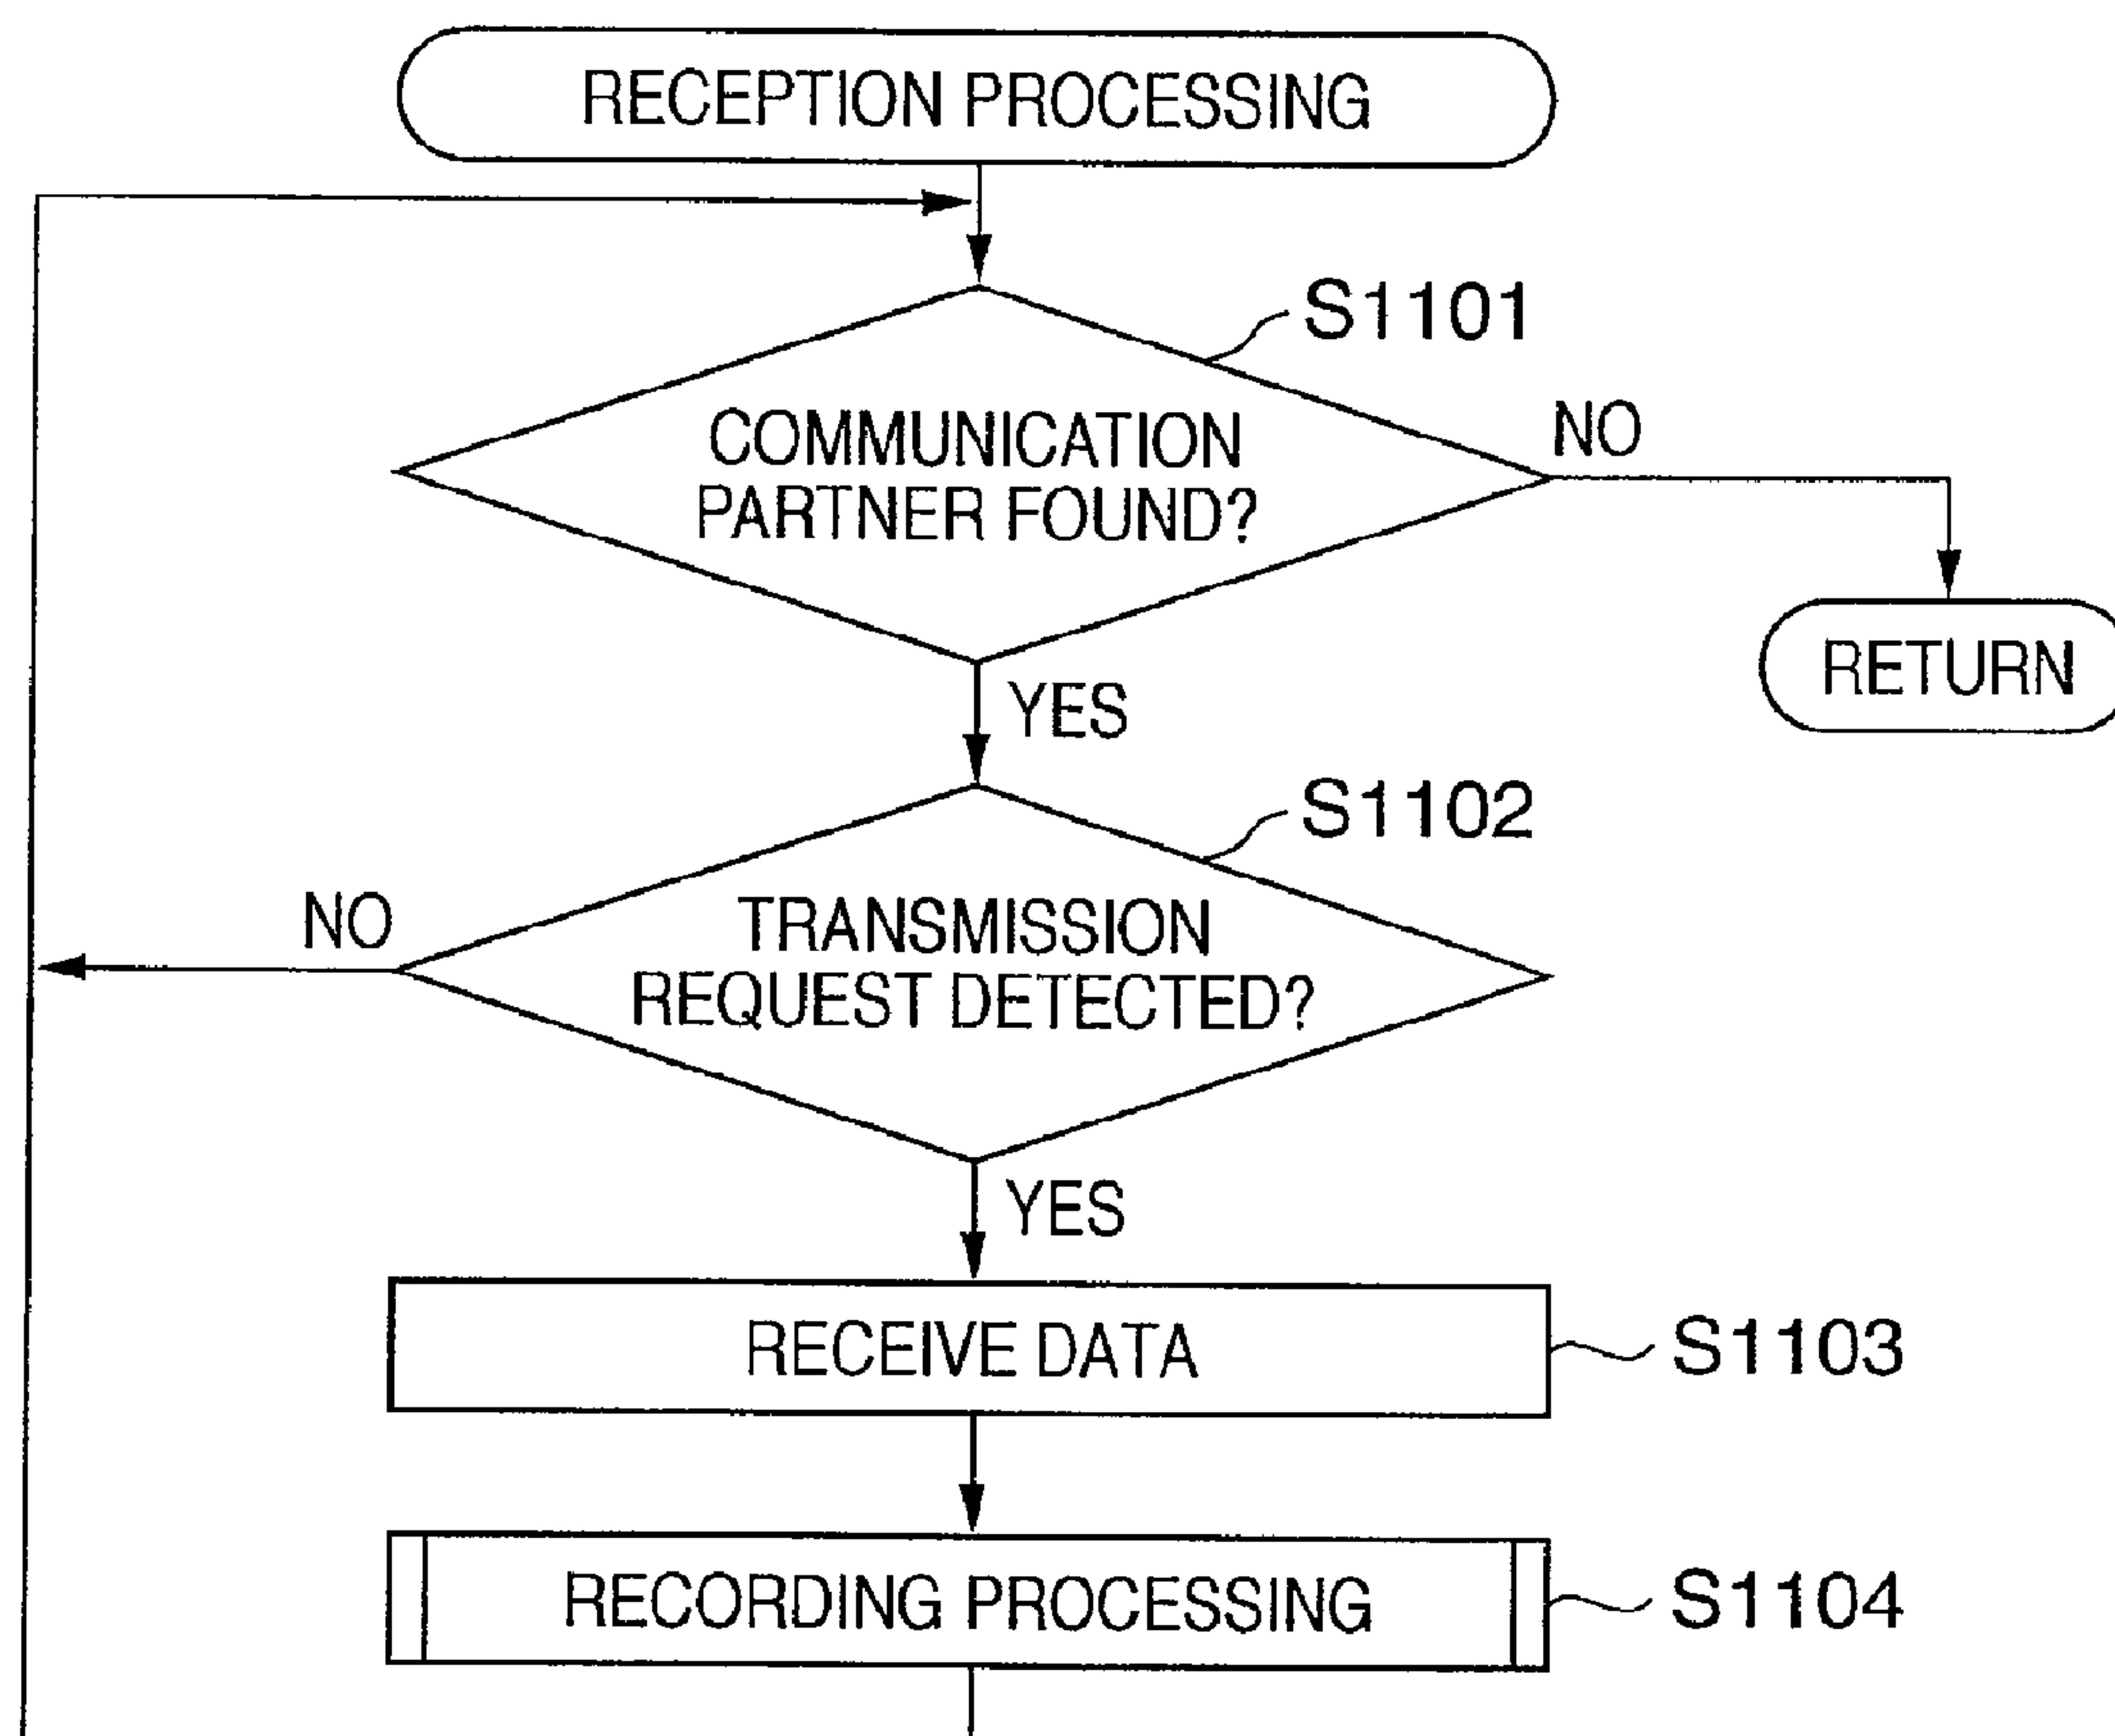 RECEPTION PROCESSING
S1101
COMMUNICATION
PARTNER FOUND?
NO
RETURN
YES
S1102
TRANSMISSION
REQUEST DETECTED?
NO
YES
RECEIVE DATA
S1103
RECORDING PROCESSING
S1104